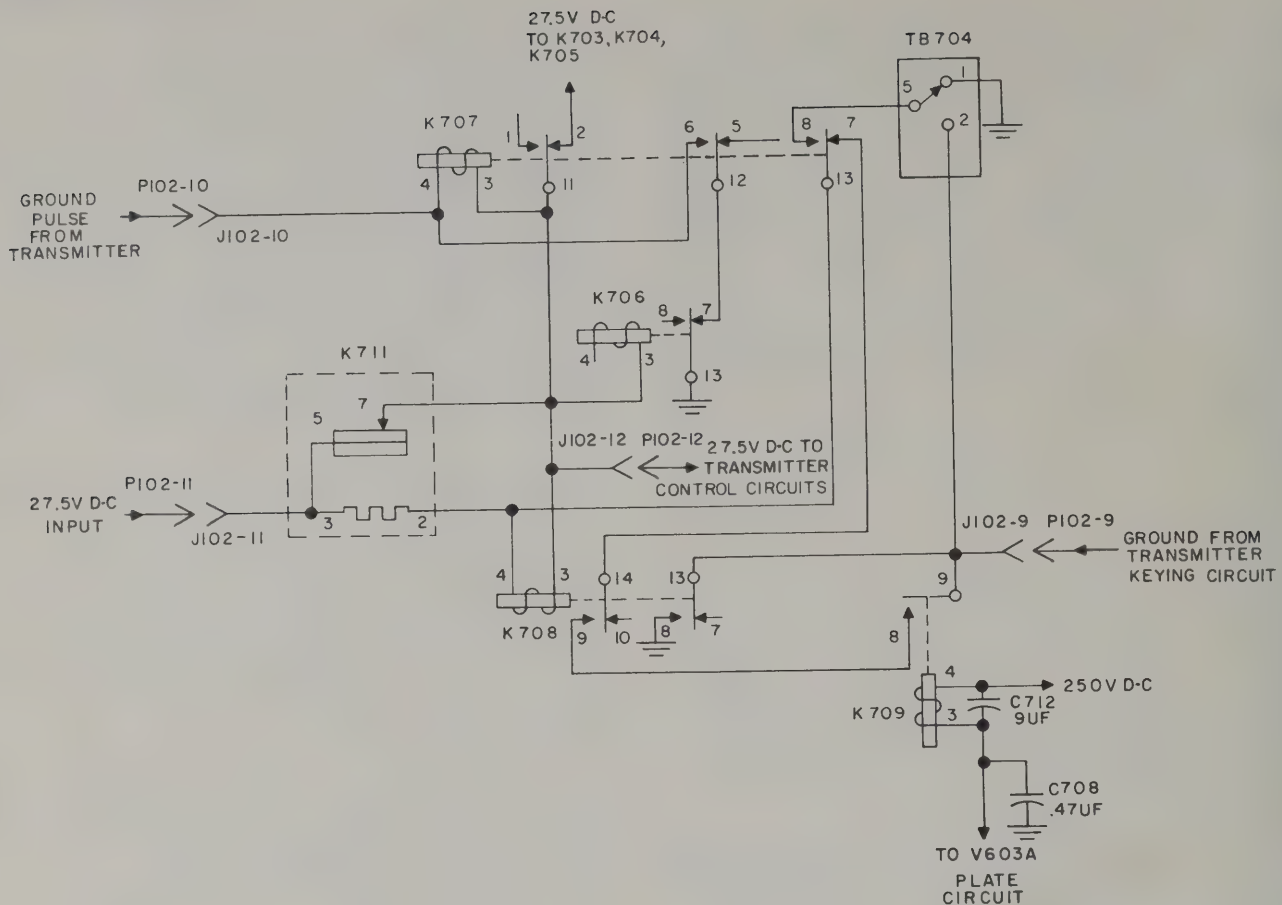 27.5V D-C
TO K703, K704,
K705
TB704
1
5
2
K707
1
2
6
5
8
7
4
3
11
12
13
P102-10
GROUND
PULSE
FROM
TRANSMITTER
J102-10
K706
8
7
4
3
13
K711
7
5
J102-12 P102-12
27.5V D-C TO
TRANSMITTER
CONTROL CIRCUITS
P102-11
27.5V D-C
INPUT
J102-11
3
2
J102-9 P102-9
GROUND FROM
TRANSMITTER
KEYING CIRCUIT
4
3
14
13
9
K708
9
10
8
7
8
4
250V D-C
K709
3
C712
9UF
C708
.47UF
TO V603A
PLATE
CIRCUIT